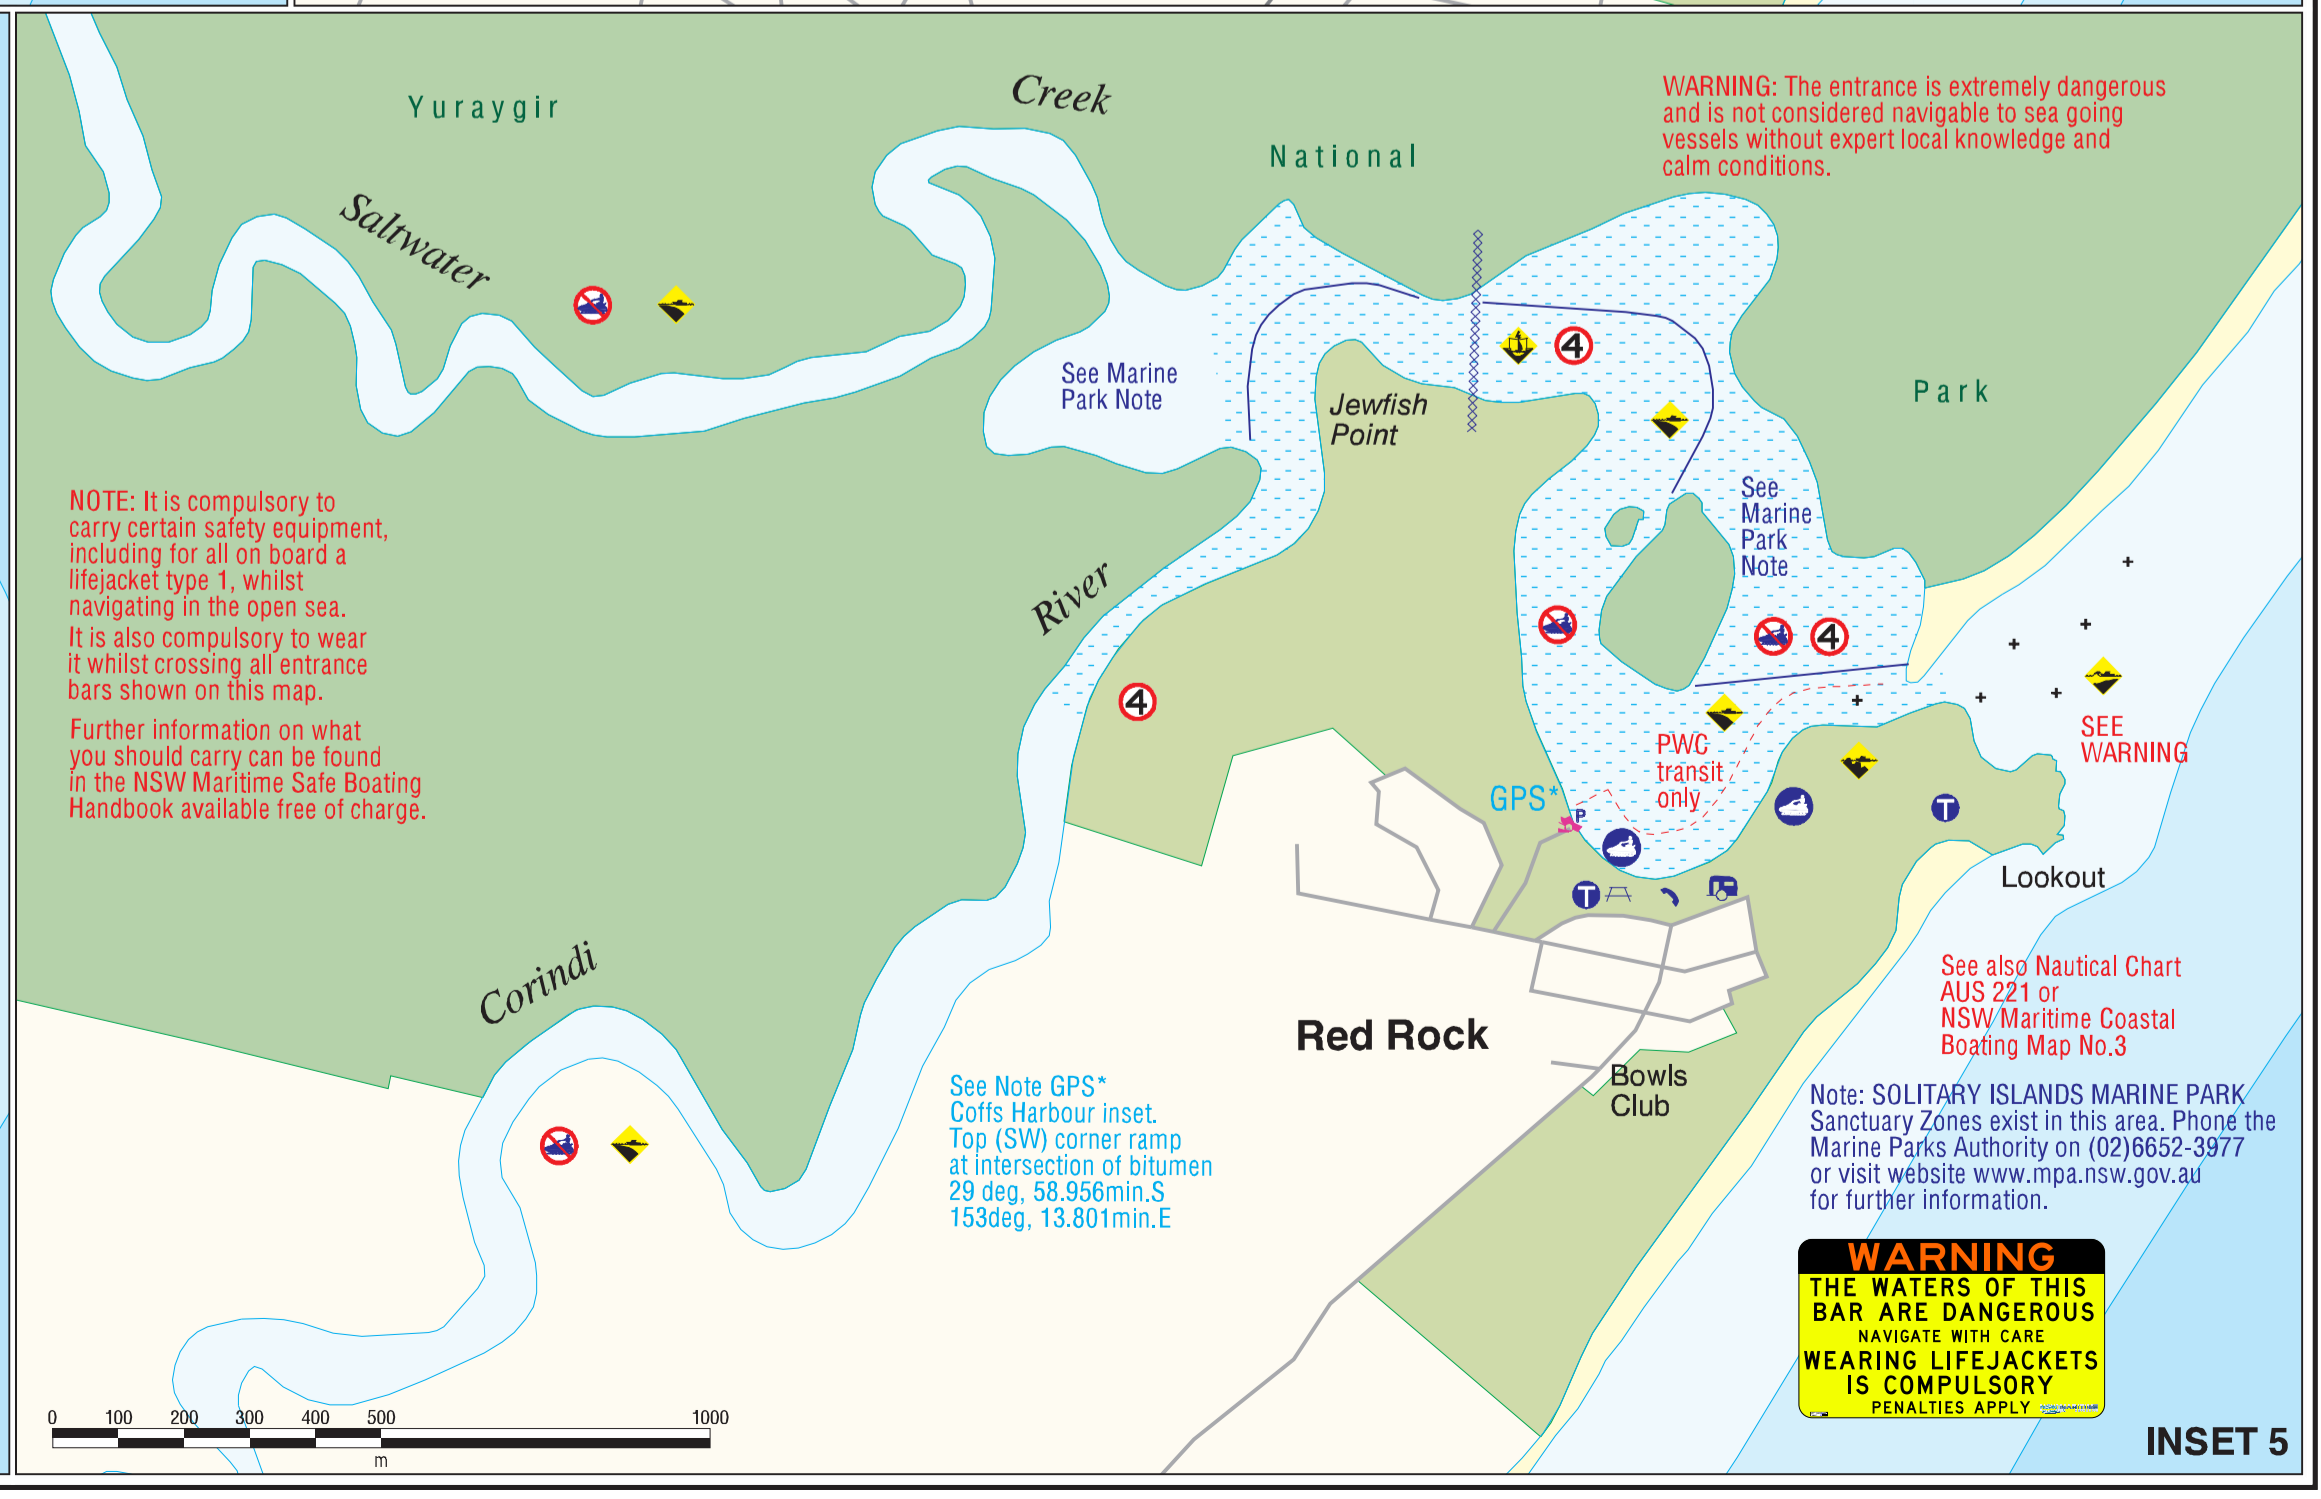 Yuraygir
Creek
National
WARNING: The entrance is extremely dangerous
and is not considered navigable to sea going
vessels without expert local knowledge and
calm conditions.
Saltwater
4
See Marine
Park Note
Jewfish
Point
Park
NOTE: It is compulsory to
carry certain safety equipment,
including for all on board a
lifejacket type 1, whilst
navigating in the open sea.
It is also compulsory to wear
it whilst crossing all entrance
bars shown on this map.
Further information on what
you should carry can be found
in the NSW Maritime Safe Boating
Handbook available free of charge.
See
Marine
Park
Note
River
4
4
SEE
WARNING
PWC
transit
only
GPS*
P
T
T
Lookout
Corindi
Red Rock
See also Nautical Chart
AUS 221 or
NSW Maritime Coastal
Boating Map No.3
Bowls
Club
See Note GPS*
Coffs Harbour inset.
Top (SW) corner ramp
at intersection of bitumen
29 deg, 58.956min.S
153deg, 13.801min.E
Note: SOLITARY ISLANDS MARINE PARK
Sanctuary Zones exist in this area. Phone the
Marine Parks Authority on (02)6652-3977
or visit website www.mpa.nsw.gov.au
for further information.
WARNING
THE WATERS OF THIS
BAR ARE DANGEROUS
NAVIGATE WITH CARE
WEARING LIFEJACKETS
IS COMPULSORY
PENALTIES APPLY
0 100 200 300 400 500 1000
m
INSET 5